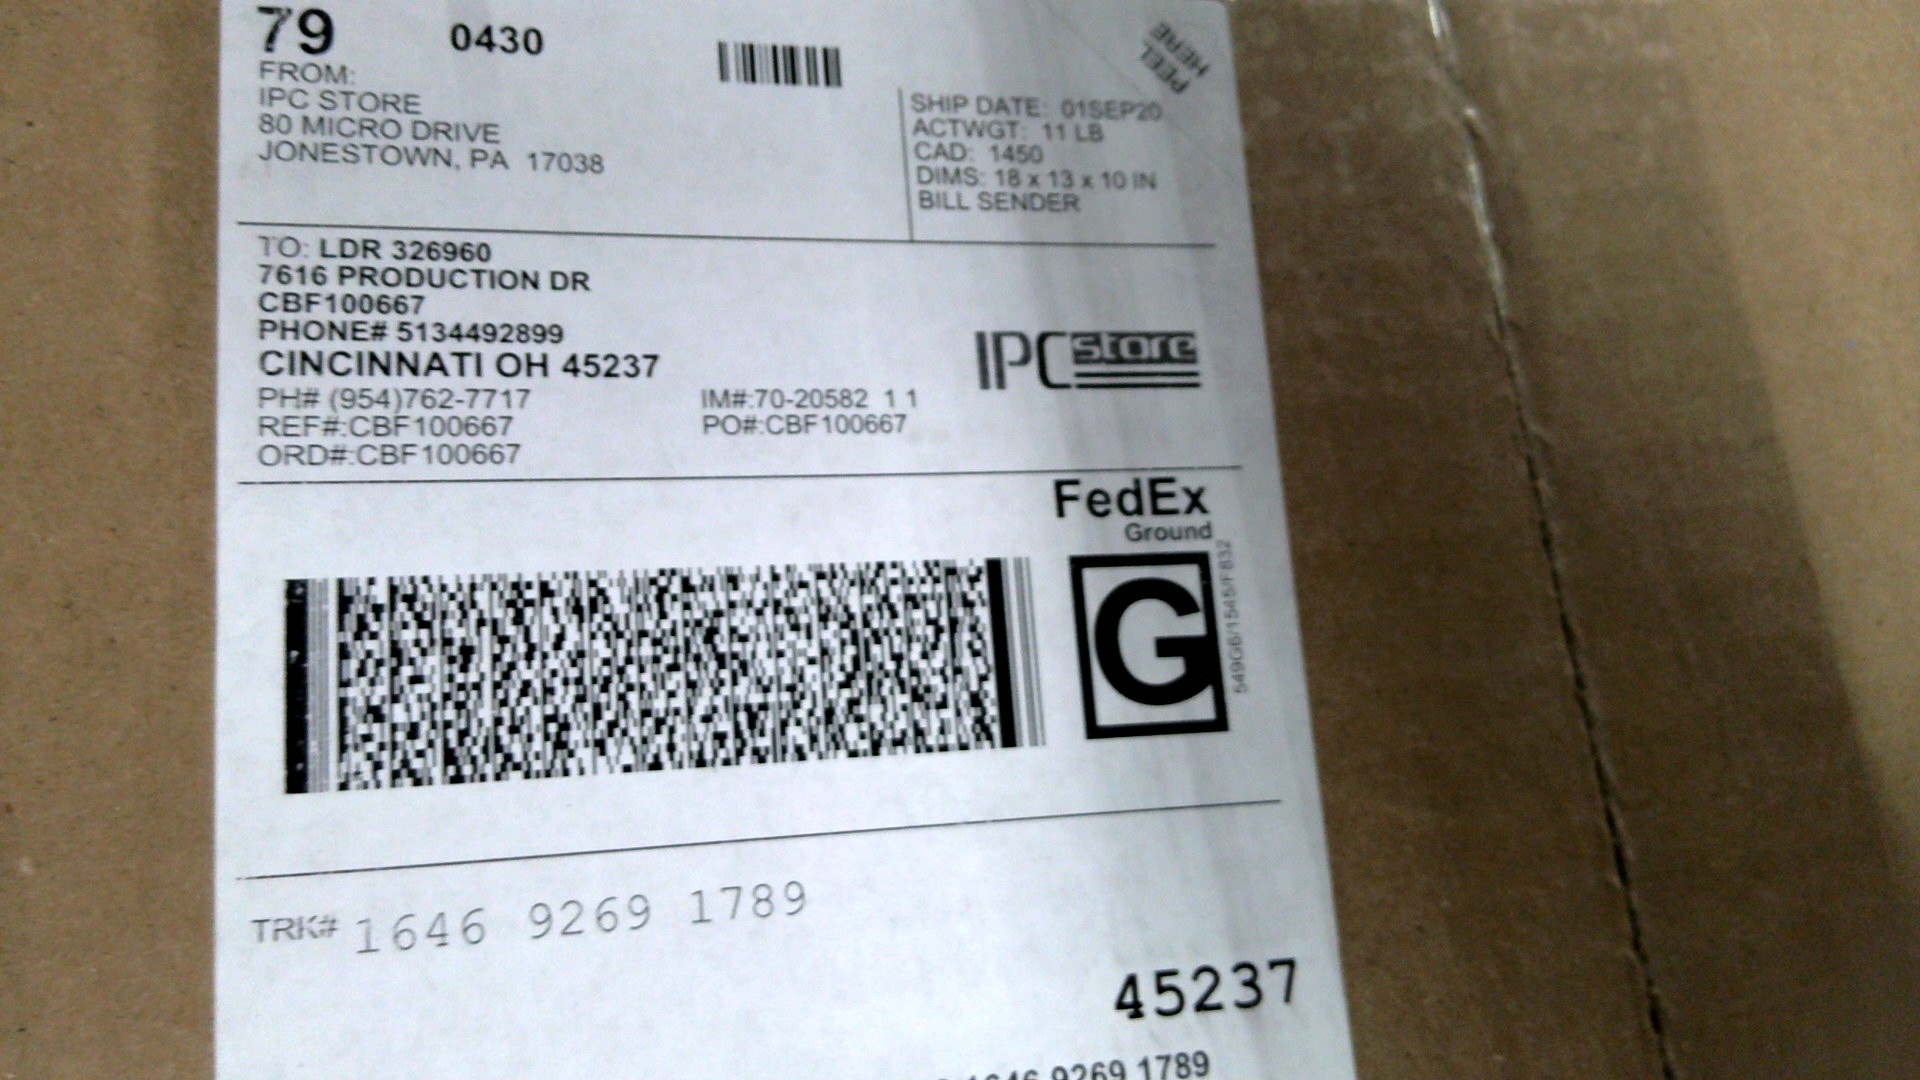 79 0430
FROM:
IPC STORE
80 MICRO DRIVE
JONESTOWN, PA 17038
PEEL
HERE
SHIP DATE: 01SEP20
ACTWGT: 11 LB
CAD: 1450
DIMS: 18 x 13 x 10 IN
BILL SENDER
TO: LDR 326960
7616 PRODUCTION DR
CBF100667
PHONE# 5134492899
CINCINNATI OH 45237
PH# (954)762-7717 IM#:70-20582 1 1
REF#:CBF100667 PO#:CBF100667
ORD#:CBF100667
IPC store
FedEx
Ground
G
549G6/1545/FB32
TRK# 1646 9269 1789
45237
1646 9269 1789